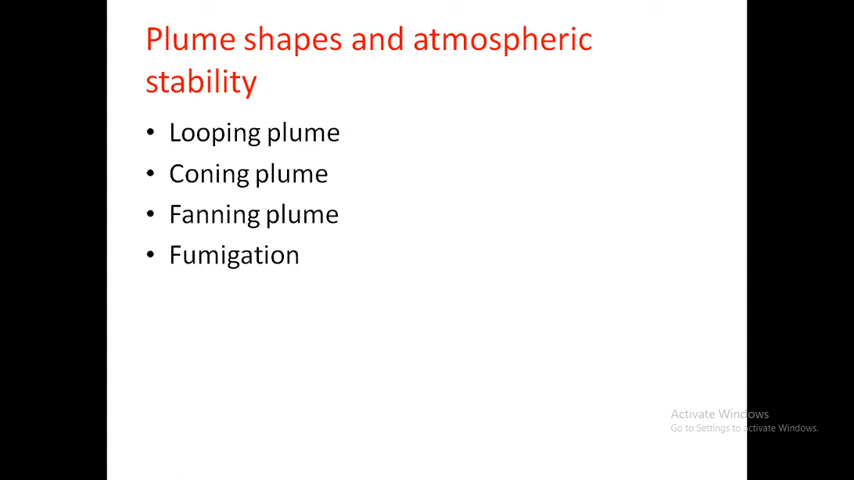 Plume shapes and atmospheric
stability
• Looping plume
• Coning plume
• Fanning plume
• Fumigation
Activate Windows
Go to Settings to activate Windows.